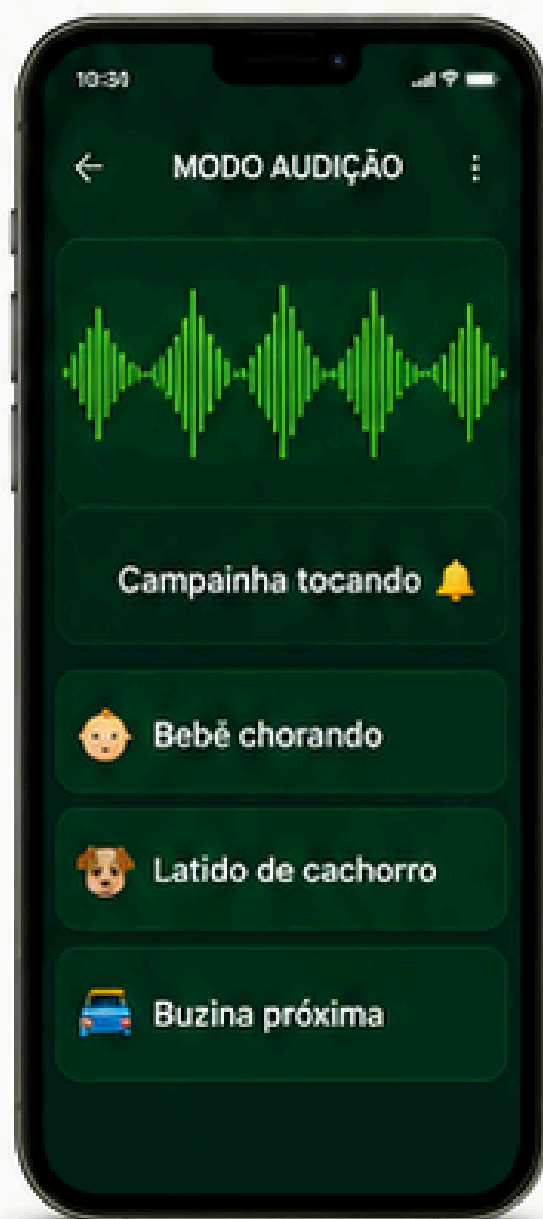 10:30
MODO AUDIÇÃO
Campainha tocando
Bebê chorando
Latido de cachorro
Buzina próxima